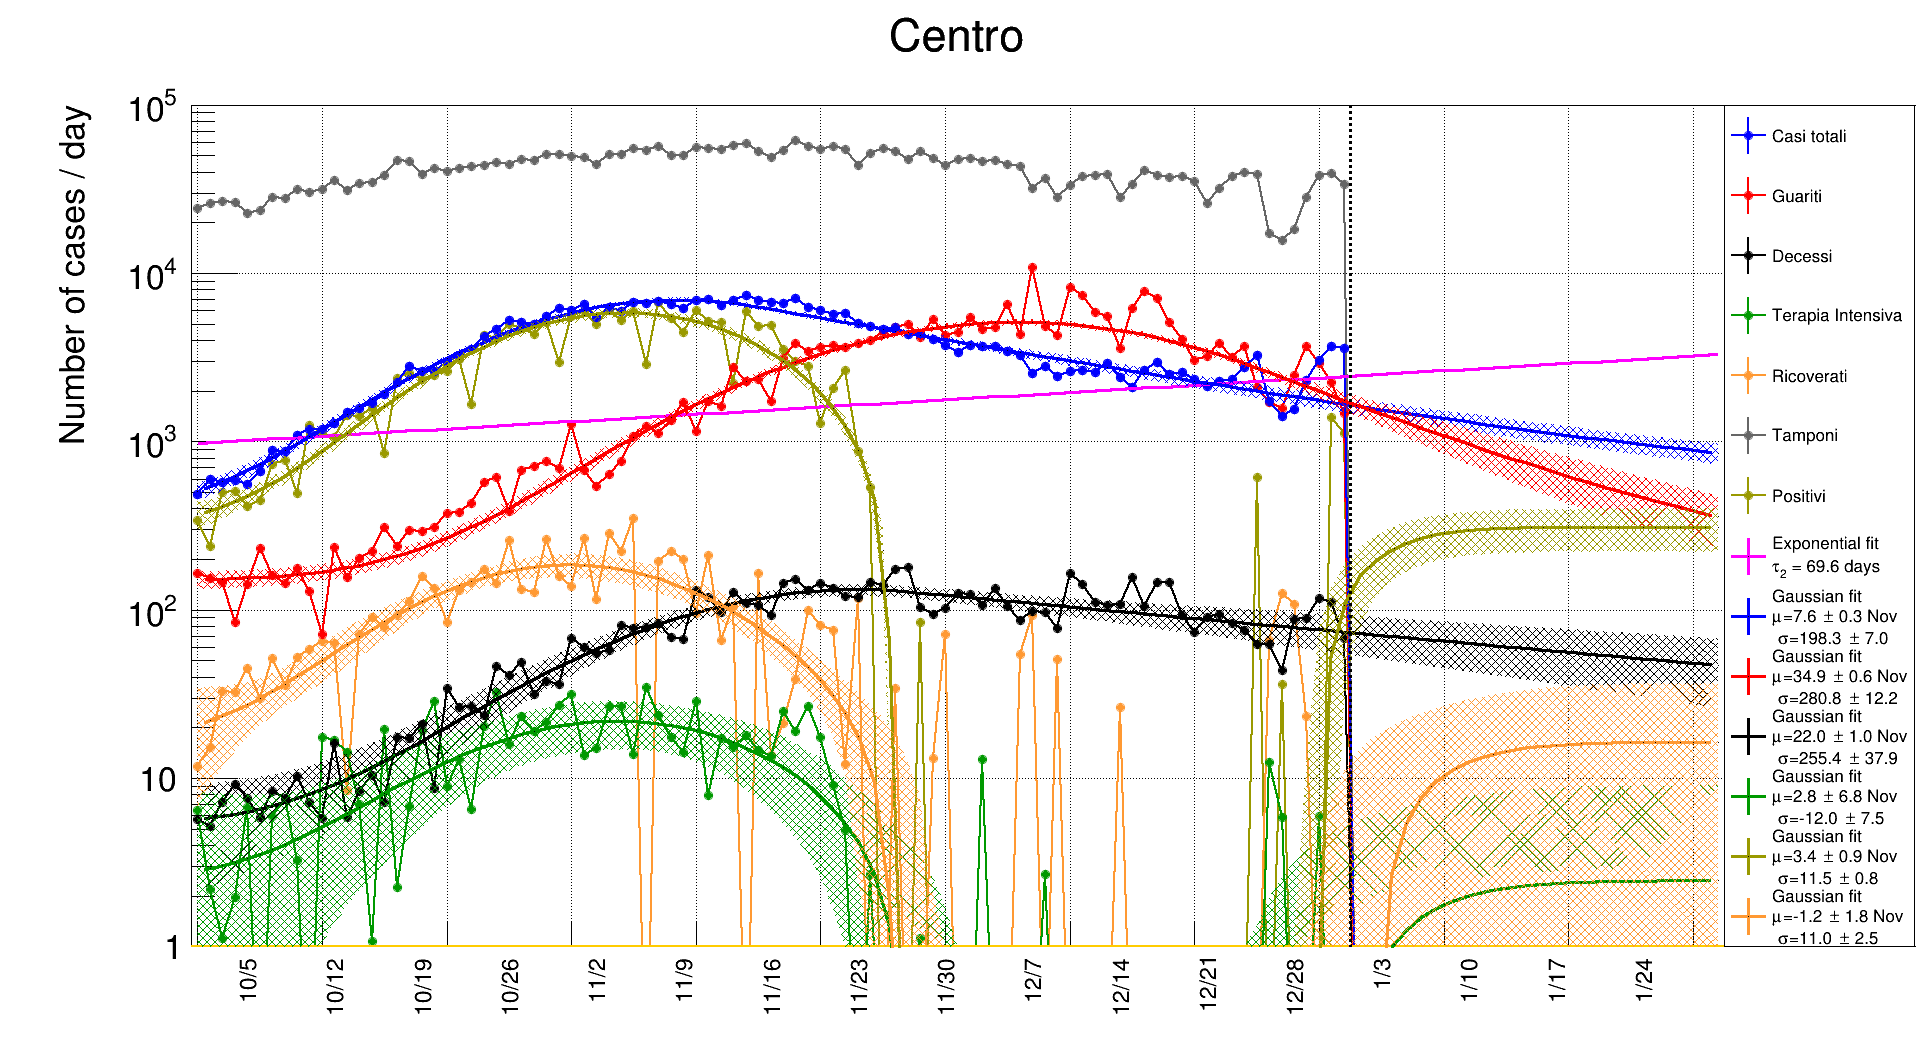 Centro
Number of cases / day
10^5
10^4
10^3
10^2
10
1
10/5
10/12
10/19
10/26
11/2
11/9
11/16
11/23
11/30
12/7
12/14
12/21
12/28
1/3
1/10
1/17
1/24
Casi totali
Guariti
Decessi
Terapia Intensiva
Ricoverati
Tamponi
Positivi
Exponential fit
τ₂ = 69.6 days
Gaussian fit
μ=7.6 ± 0.3 Nov
σ=198.3 ± 7.0
Gaussian fit
μ=34.9 ± 0.6 Nov
σ=280.8 ± 12.2
Gaussian fit
μ=22.0 ± 1.0 Nov
σ=255.4 ± 37.9
Gaussian fit
μ=2.8 ± 6.8 Nov
σ=-12.0 ± 7.5
Gaussian fit
μ=3.4 ± 0.9 Nov
σ=11.5 ± 0.8
Gaussian fit
μ=-1.2 ± 1.8 Nov
σ=11.0 ± 2.5